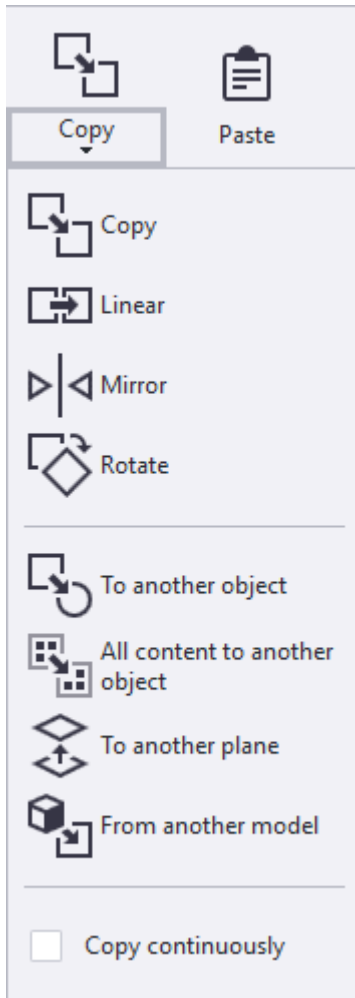 Copy
Paste
Copy
Linear
Mirror
Rotate
To another object
All content to another
object
To another plane
From another model
Copy continuously